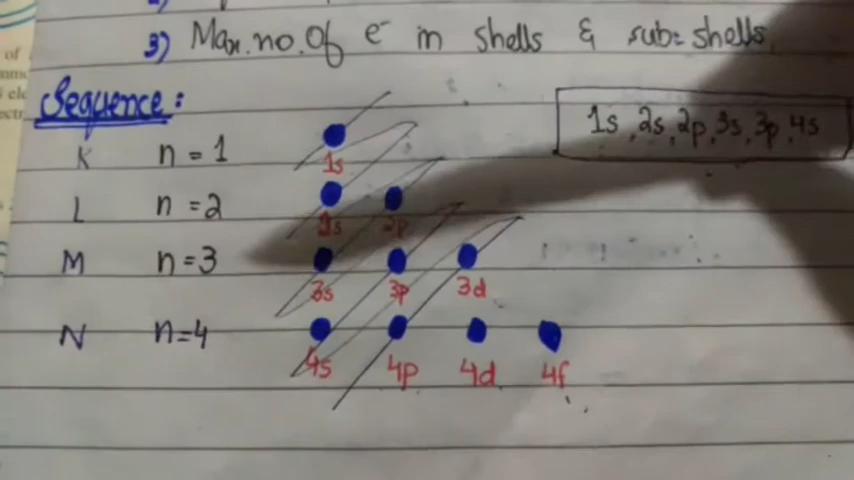 3) Max.no.Of e⁻ in shells & sub=shells
Sequence:
1s, 2s, 2p, 3s, 3p, 4s
K n=1 1s
L n=2 2s 2p
M n=3 3s 3p 3d
N n=4 4s 4p 4d 4f